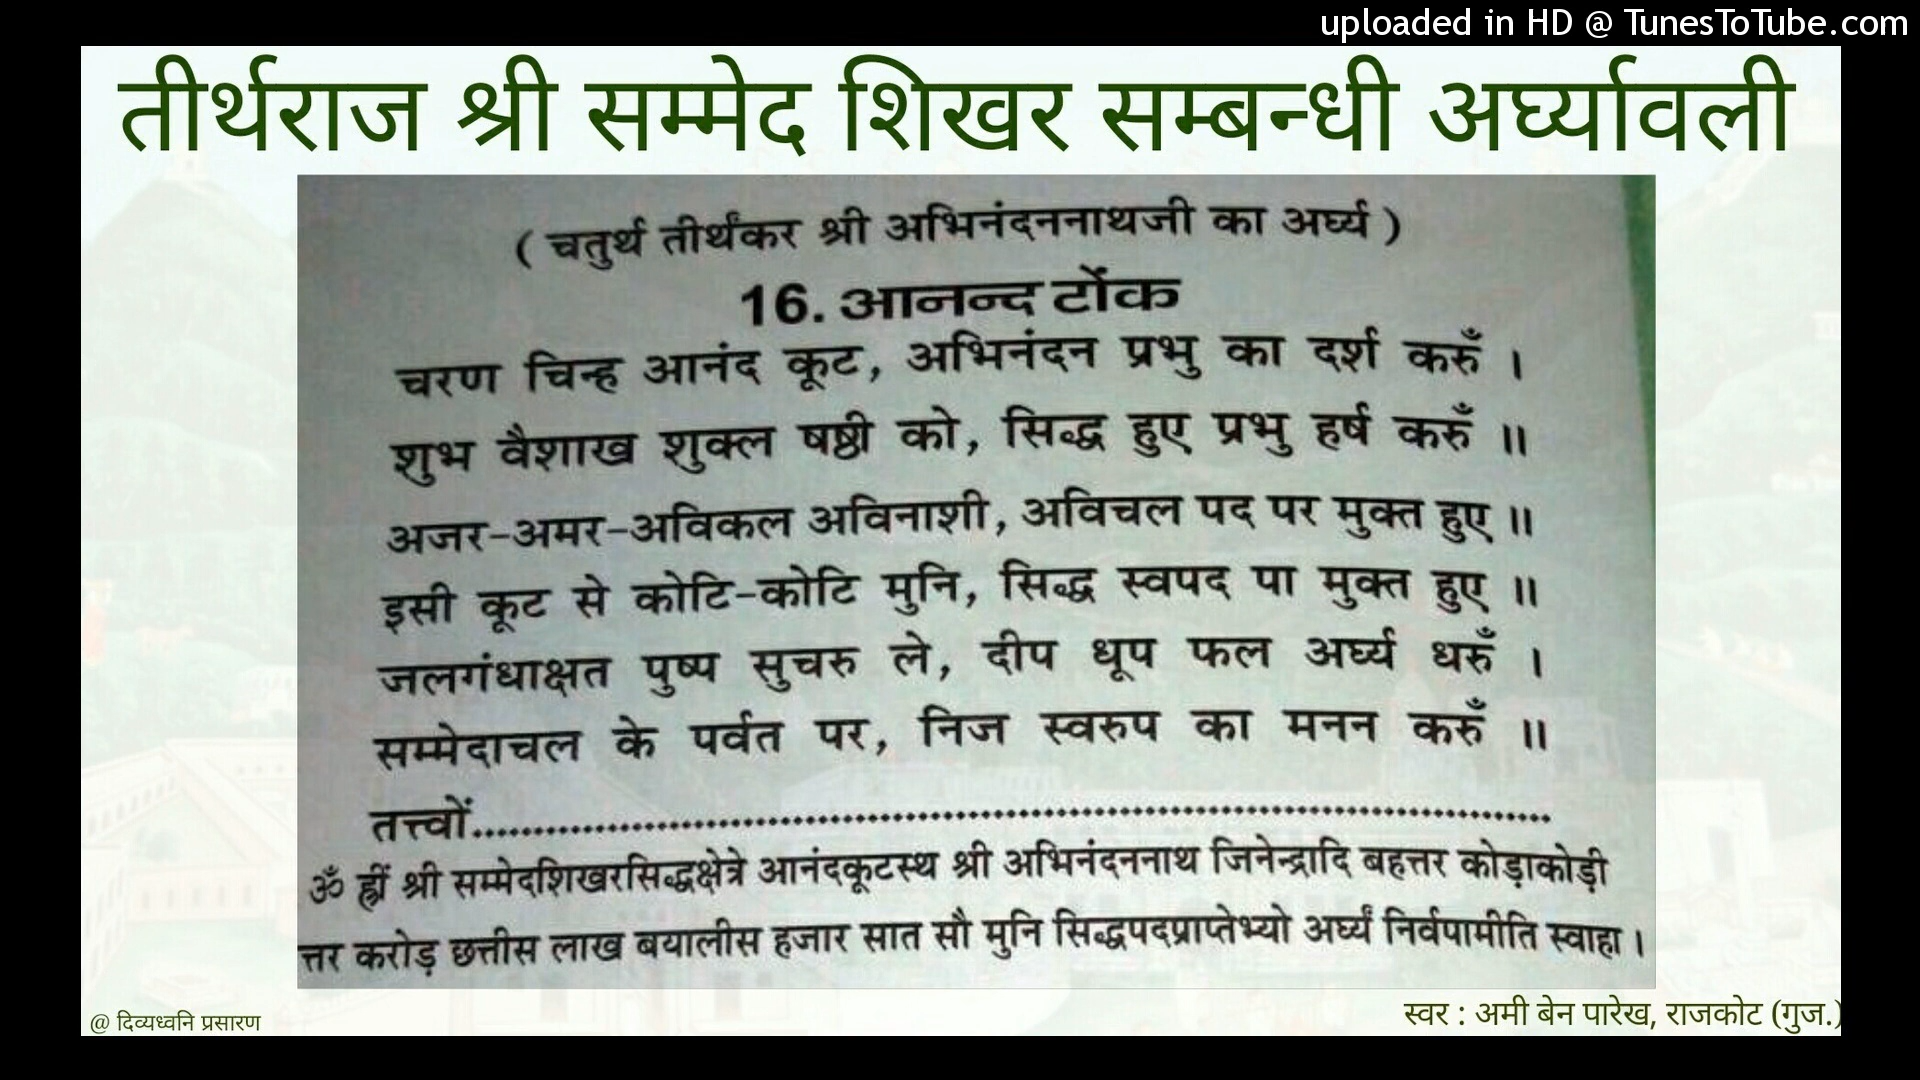 uploaded in HD @ TunesToTube.com
तीर्थराज श्री सम्मेद शिखर सम्बन्धी अर्घ्यावली
( चतुर्थ तीर्थंकर श्री अभिनंदननाथजी का अर्घ्य )
16. आनन्द टोंक
चरण चिन्ह आनंद कूट, अभिनंदन प्रभु का दर्श करुँ ।
शुभ वैशाख शुक्ल षष्ठी को, सिद्ध हुए प्रभु हर्ष करुँ ॥
अजर-अमर-अविकल अविनाशी, अविचल पद पर मुक्त हुए ॥
इसी कूट से कोटि-कोटि मुनि, सिद्ध स्वपद पा मुक्त हुए ॥
जलगंधाक्षत पुष्प सुचरु ले, दीप धूप फल अर्घ्य धरुँ ।
सम्मेदाचल के पर्वत पर, निज स्वरुप का मनन करुँ ॥
तत्त्वों..........................................................................................
ॐ ह्रीं श्री सम्मेदशिखरसिद्धक्षेत्रे आनंदकूटस्थ श्री अभिनंदननाथ जिनेन्द्रादि बहत्तर कोड़ाकोड़ी
त्तर करोड़ छत्तीस लाख बयालीस हजार सात सौ मुनि सिद्धपदप्राप्तेभ्यो अर्घ्यं निर्वपामीति स्वाहा ।
@ दिव्यध्वनि प्रसारण
स्वर : अमी बेन पारेख, राजकोट (गुज.)